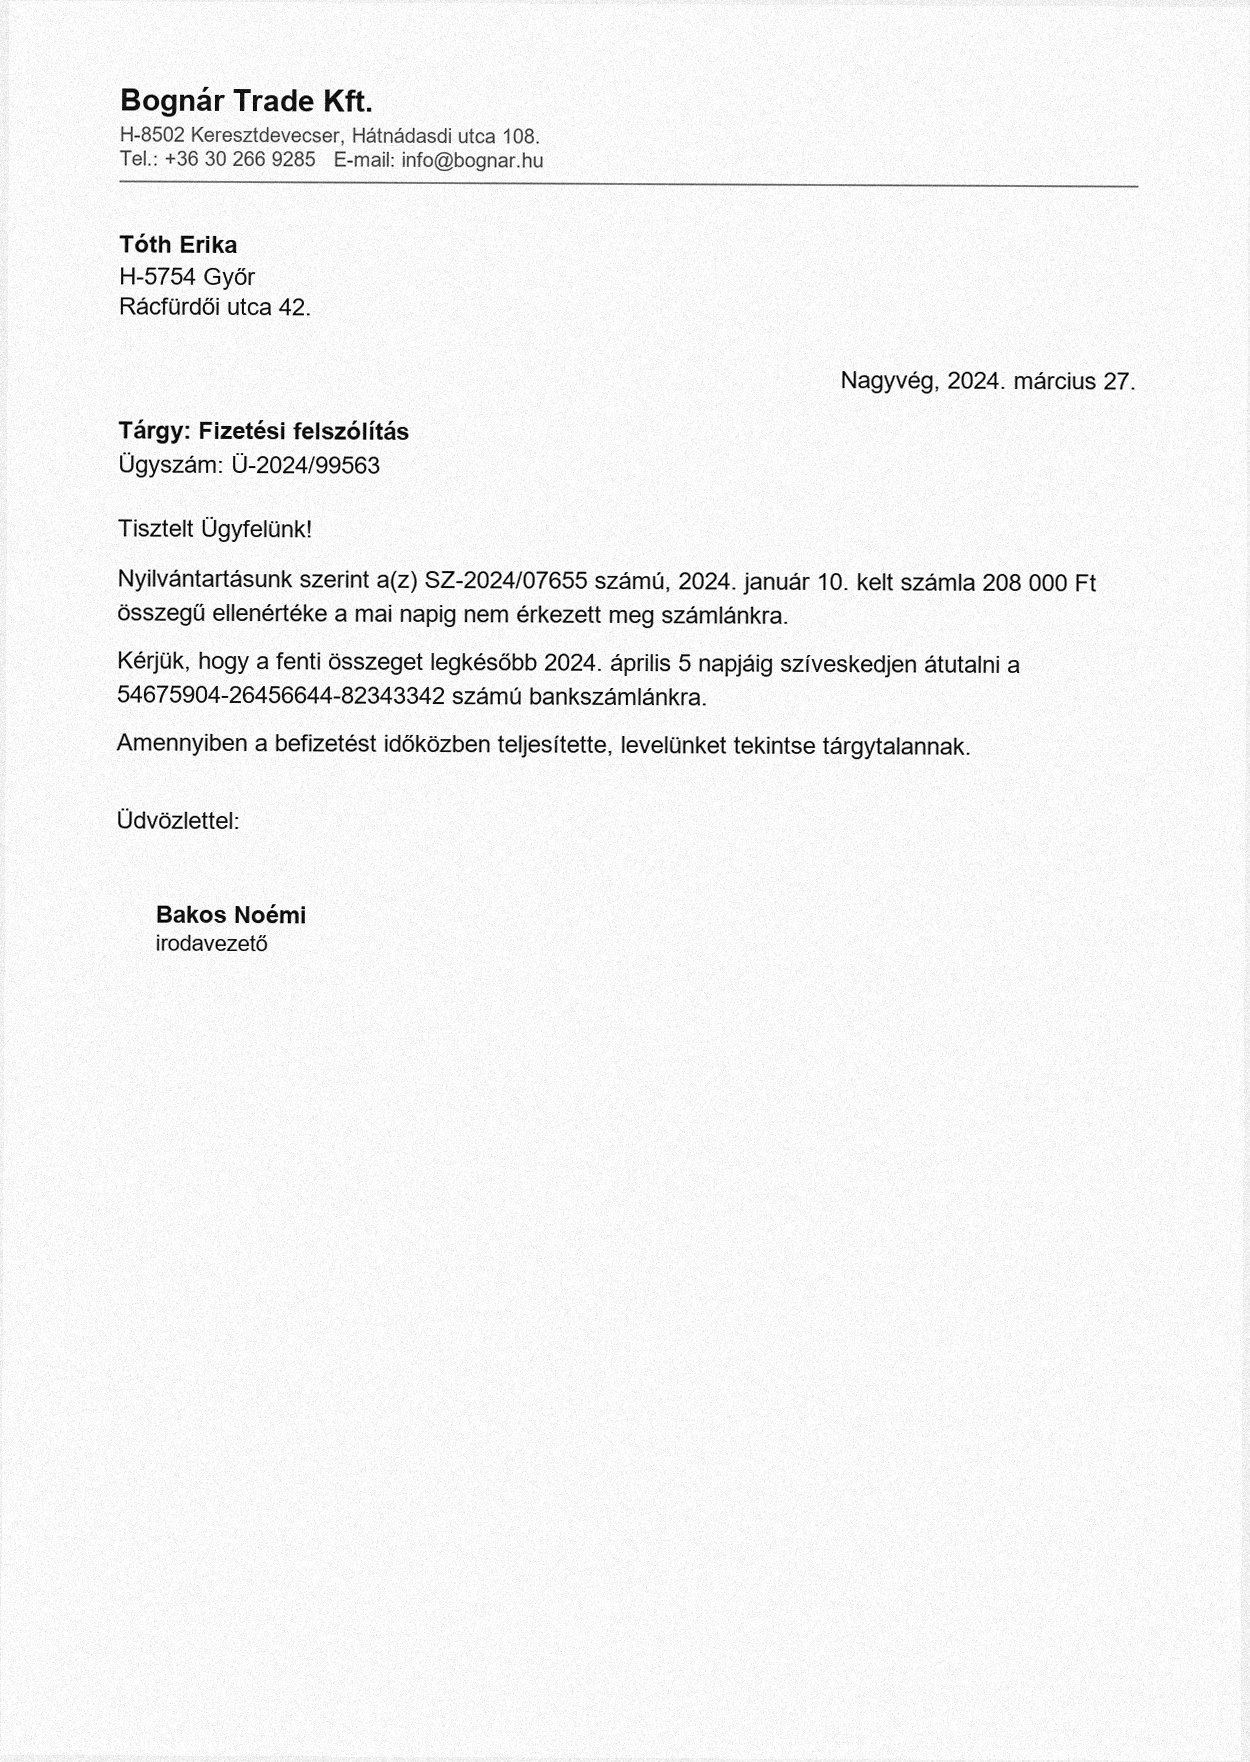 Bognár Trade Kft.
H-8502 Keresztdevecser, Hátnádasdi utca 108.
Tel.: +36 30 266 9285 E-mail: info@bognar.hu
Tóth Erika
H-5754 Győr
Rácfürdői utca 42.
Nagyvég, 2024. március 27.
Tárgy: Fizetési felszólítás
Ügyszám: Ü-2024/99563
Tisztelt Ügyfelünk!
Nyilvántartásunk szerint a(z) SZ-2024/07655 számú, 2024. január 10. kelt számla 208 000 Ft
összegű ellenértéke a mai napig nem érkezett meg számlánkra.
Kérjük, hogy a fenti összeget legkésőbb 2024. április 5 napjáig szíveskedjen átutalni a
54675904-26456644-82343342 számú bankszámlánkra.
Amennyiben a befizetést időközben teljesítette, levelünket tekintse tárgytalannak.
Üdvözlettel:
Bakos Noémi
irodavezető